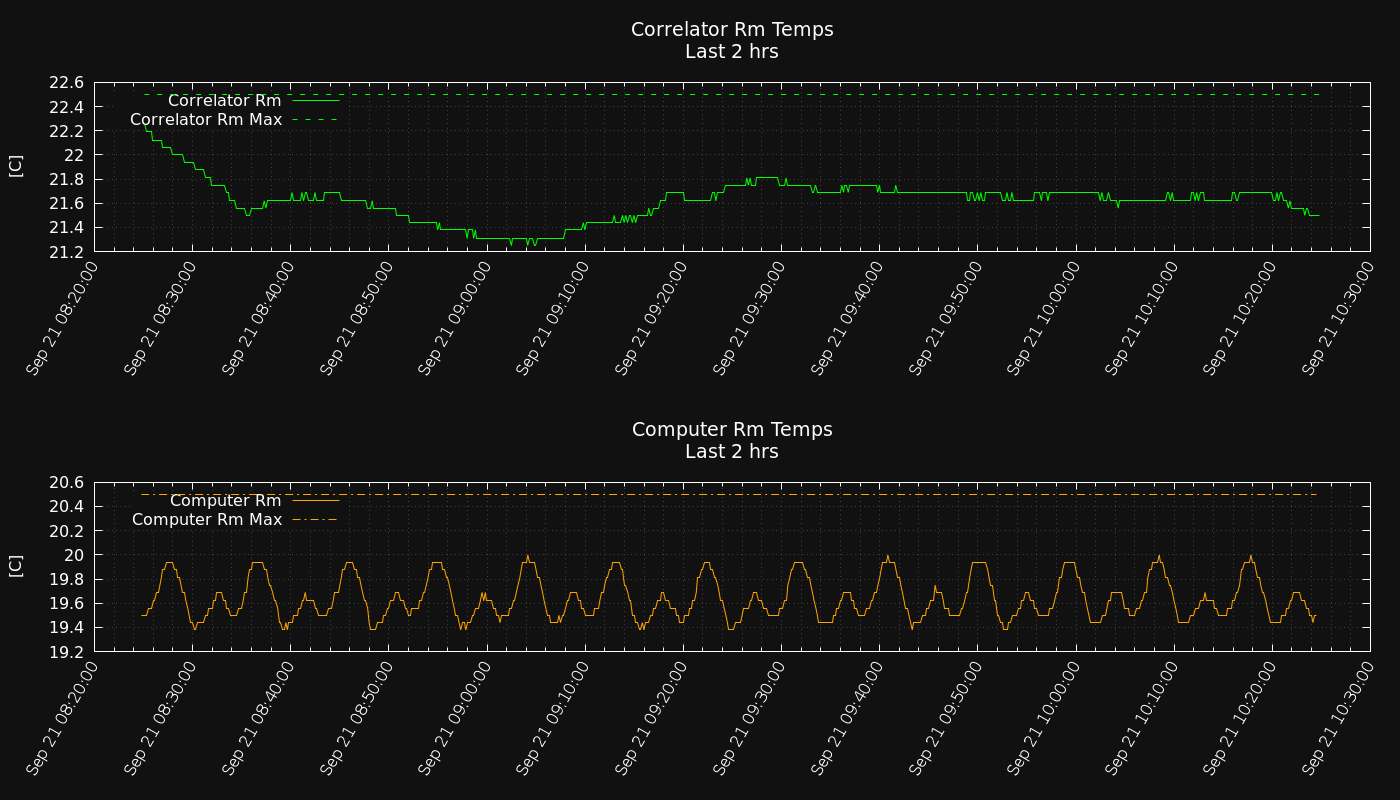 Correlator Rm Temps
Last 2 hrs
22.6
22.4
22.2
22
21.8
21.6
21.4
21.2
[C]
Correlator Rm
Correlator Rm Max
Sep 21 08:20:00
Sep 21 08:30:00
Sep 21 08:40:00
Sep 21 08:50:00
Sep 21 09:00:00
Sep 21 09:10:00
Sep 21 09:20:00
Sep 21 09:30:00
Sep 21 09:40:00
Sep 21 09:50:00
Sep 21 10:00:00
Sep 21 10:10:00
Sep 21 10:20:00
Sep 21 10:30:00
Computer Rm Temps
Last 2 hrs
20.6
20.4
20.2
20
19.8
19.6
19.4
19.2
[C]
Computer Rm
Computer Rm Max
Sep 21 08:20:00
Sep 21 08:30:00
Sep 21 08:40:00
Sep 21 08:50:00
Sep 21 09:00:00
Sep 21 09:10:00
Sep 21 09:20:00
Sep 21 09:30:00
Sep 21 09:40:00
Sep 21 09:50:00
Sep 21 10:00:00
Sep 21 10:10:00
Sep 21 10:20:00
Sep 21 10:30:00